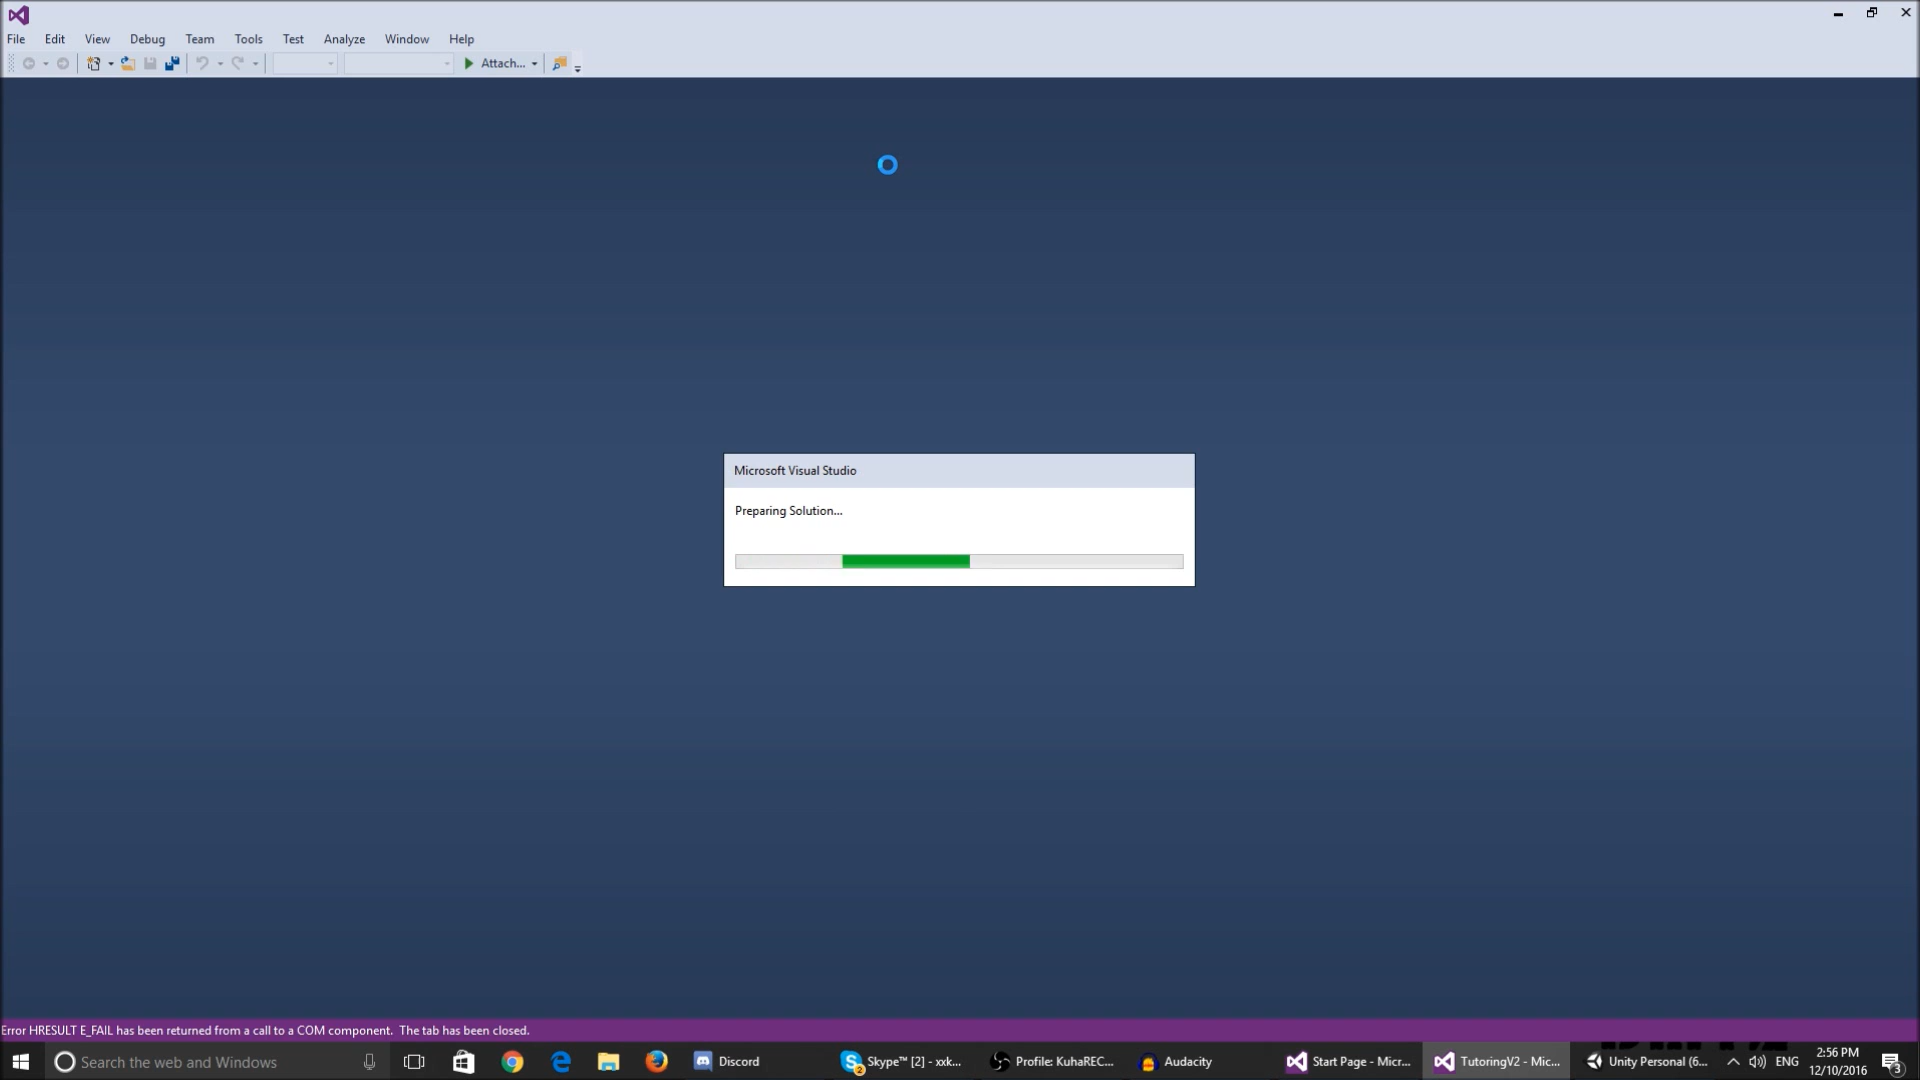 File Edit View Debug Team Tools Test Analyze Window Help
Attach...
Microsoft Visual Studio
Preparing Solution...
Error HRESULT E_FAIL has been returned from a call to a COM component. The tab has been closed.
Search the web and Windows
Discord
2
Skype™ [2] - xxk...
Profile: KuhaREC...
Audacity
Start Page - Micr...
TutoringV2 - Mic...
Unity Personal (6...
ENG
2:56 PM
12/10/2016
3